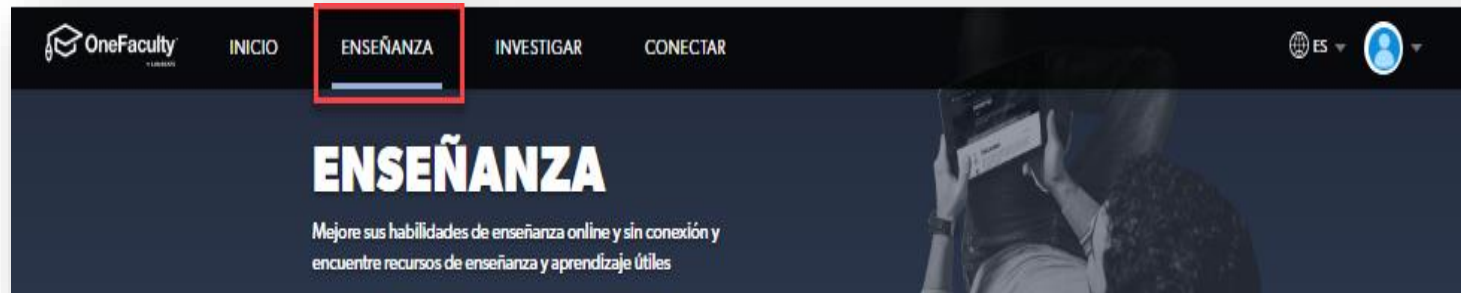 OneFaculty
INICIO
ENSEÑANZA
INVESTIGAR
CONECTAR
ES
ENSEÑANZA
Mejore sus habilidades de enseñanza online y sin conexión y
encuentre recursos de enseñanza y aprendizaje útiles